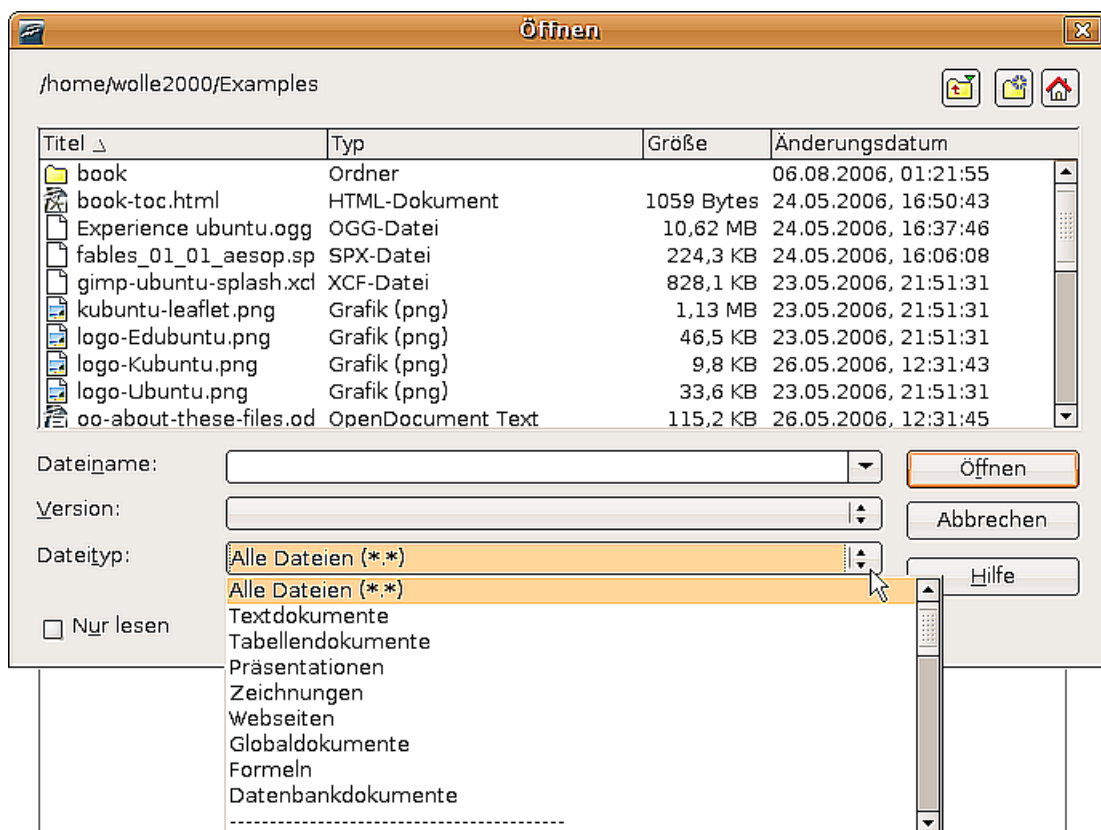 Öffnen
/home/wolle2000/Examples
Titel Typ Größe Änderungsdatum
book Ordner 06.08.2006, 01:21:55
book-toc.html HTML-Dokument 1059 Bytes 24.05.2006, 16:50:43
Experience ubuntu.ogg OGG-Datei 10,62 MB 24.05.2006, 16:37:46
fables_01_01_aesop.sp SPX-Datei 224,3 KB 24.05.2006, 16:06:08
gimp-ubuntu-splash.xcf XCF-Datei 828,1 KB 23.05.2006, 21:51:31
kubuntu-leaflet.png Grafik (png) 1,13 MB 23.05.2006, 21:51:31
logo-Edubuntu.png Grafik (png) 46,5 KB 23.05.2006, 21:51:31
logo-Kubuntu.png Grafik (png) 9,8 KB 26.05.2006, 12:31:43
logo-Ubuntu.png Grafik (png) 33,6 KB 23.05.2006, 21:51:31
oo-about-these-files.od OpenDocument Text 115,2 KB 26.05.2006, 12:31:45
Dateiname: Öffnen
Version: Abbrechen
Dateityp: Alle Dateien (*.*)
Hilfe
Alle Dateien (*.*)
Textdokumente
Nur lesen
Tabellendokumente
Präsentationen
Zeichnungen
Webseiten
Globaldokumente
Formeln
Datenbankdokumente
----------------------------------------